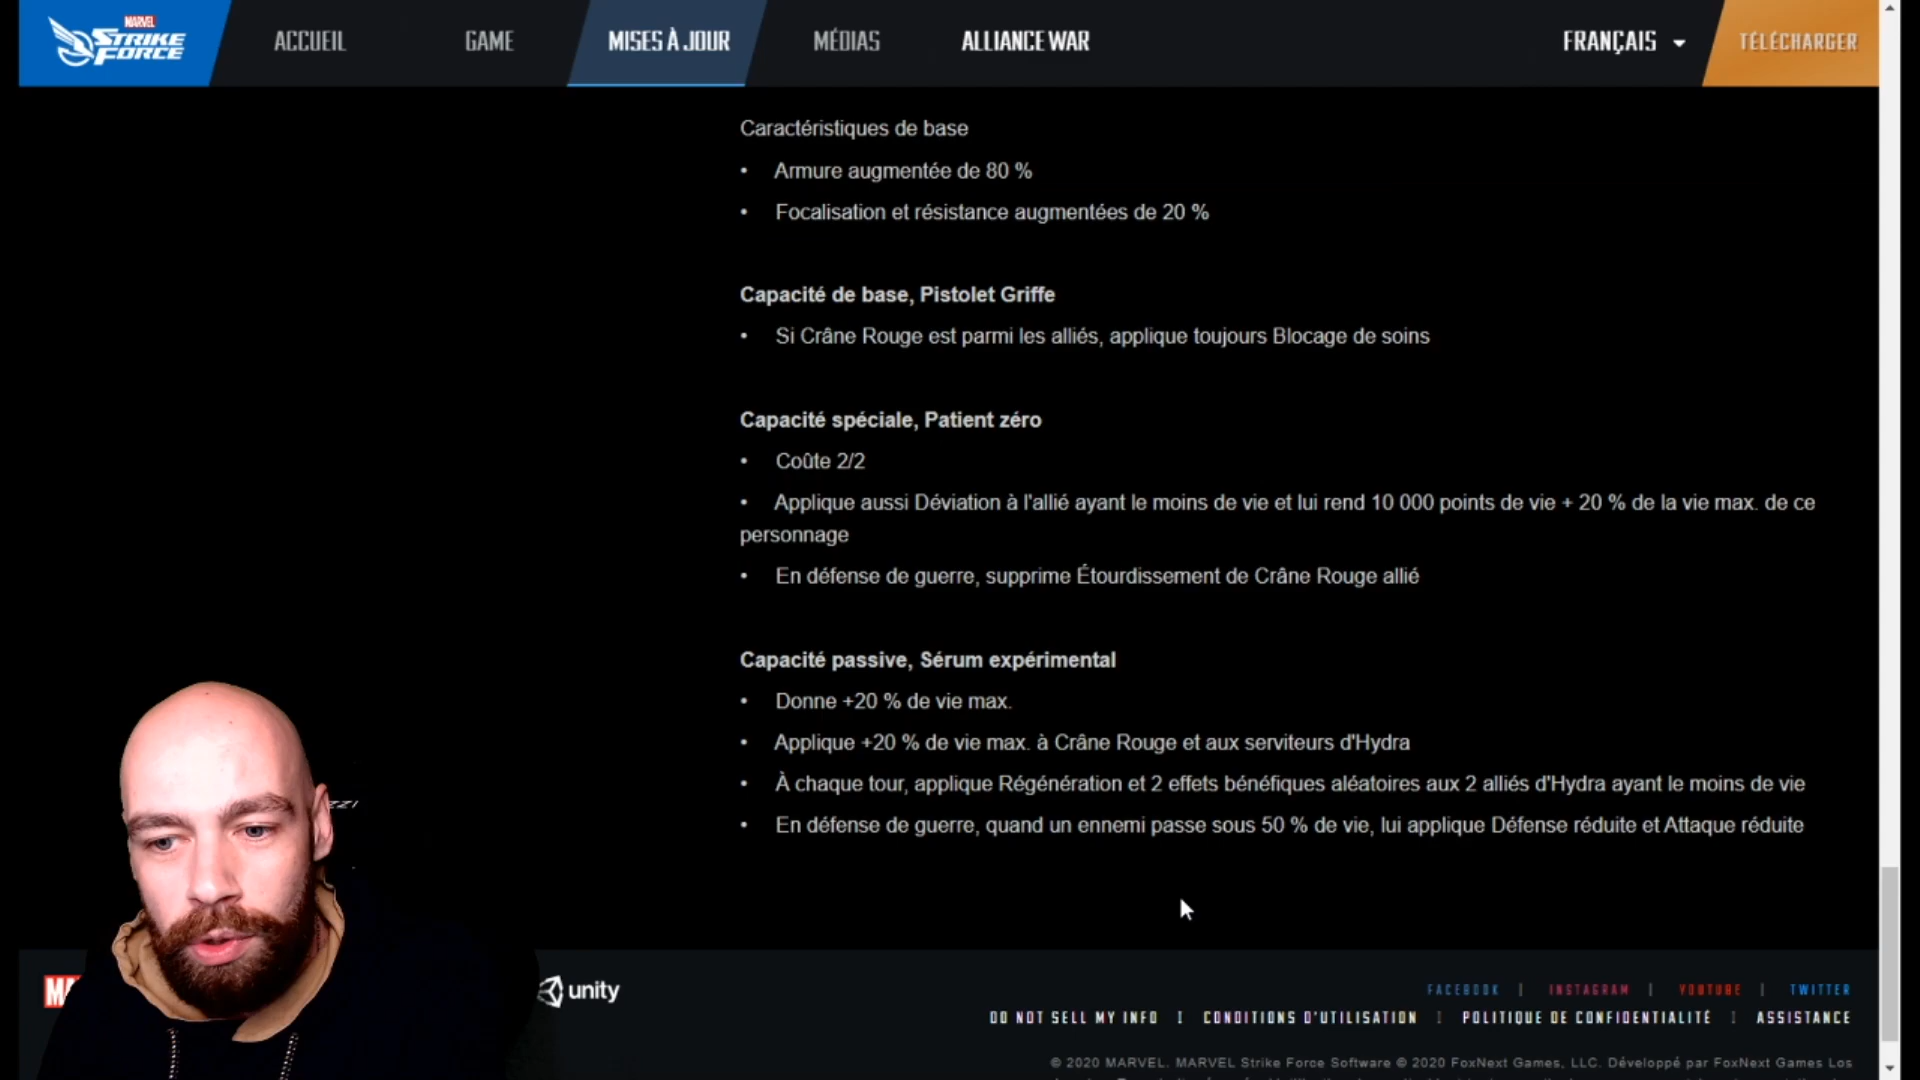 MARVEL
STRIKE
FORCE
ACCUEIL
GAME
MISES À JOUR
MÉDIAS
ALLIANCE WAR
FRANÇAIS
TÉLÉCHARGER
Caractéristiques de base
• Armure augmentée de 80 %
• Focalisation et résistance augmentées de 20 %
Capacité de base, Pistolet Griffe
• Si Crâne Rouge est parmi les alliés, applique toujours Blocage de soins
Capacité spéciale, Patient zéro
• Coûte 2/2
• Applique aussi Déviation à l'allié ayant le moins de vie et lui rend 10 000 points de vie + 20 % de la vie max. de ce
personnage
• En défense de guerre, supprime Étourdissement de Crâne Rouge allié
Capacité passive, Sérum expérimental
• Donne +20 % de vie max.
• Applique +20 % de vie max. à Crâne Rouge et aux serviteurs d'Hydra
• À chaque tour, applique Régénération et 2 effets bénéfiques aléatoires aux 2 alliés d'Hydra ayant le moins de vie
• En défense de guerre, quand un ennemi passe sous 50 % de vie, lui applique Défense réduite et Attaque réduite
unity
FACEBOOK | INSTAGRAM | YOUTUBE | TWITTER
DO NOT SELL MY INFO | CONDITIONS D'UTILISATION | POLITIQUE DE CONFIDENTIALITÉ | ASSISTANCE
© 2020 MARVEL. MARVEL Strike Force Software © 2020 FoxNext Games, LLC. Développé par FoxNext Games Los